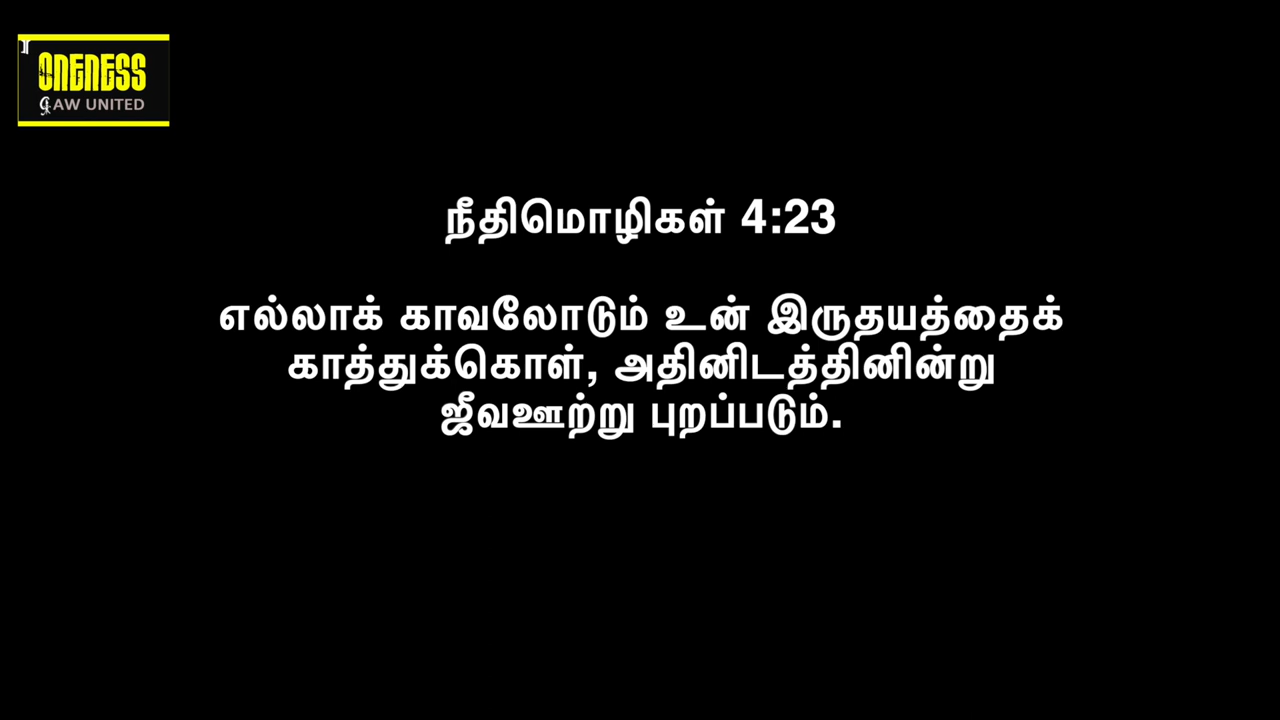 ONENESS
AW UNITED
நீதிமொழிகள் 4:23
எல்லாக் காவலோடும் உன் இருதயத்தைக்
காத்துக்கொள், அதினிடத்தினின்று
ஜீவஊற்று புறப்படும்.